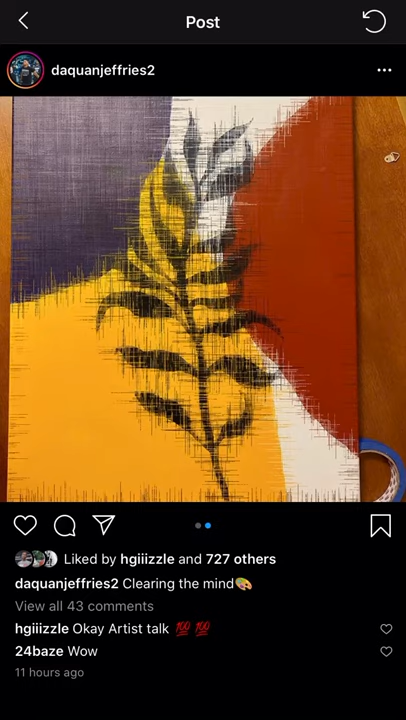 Post
daquanjeffries2
Liked by hgiiizzle and 727 others
daquanjeffries2 Clearing the mind🎨
View all 43 comments
hgiiizzle Okay Artist talk 💯 💯
24baze Wow
11 hours ago